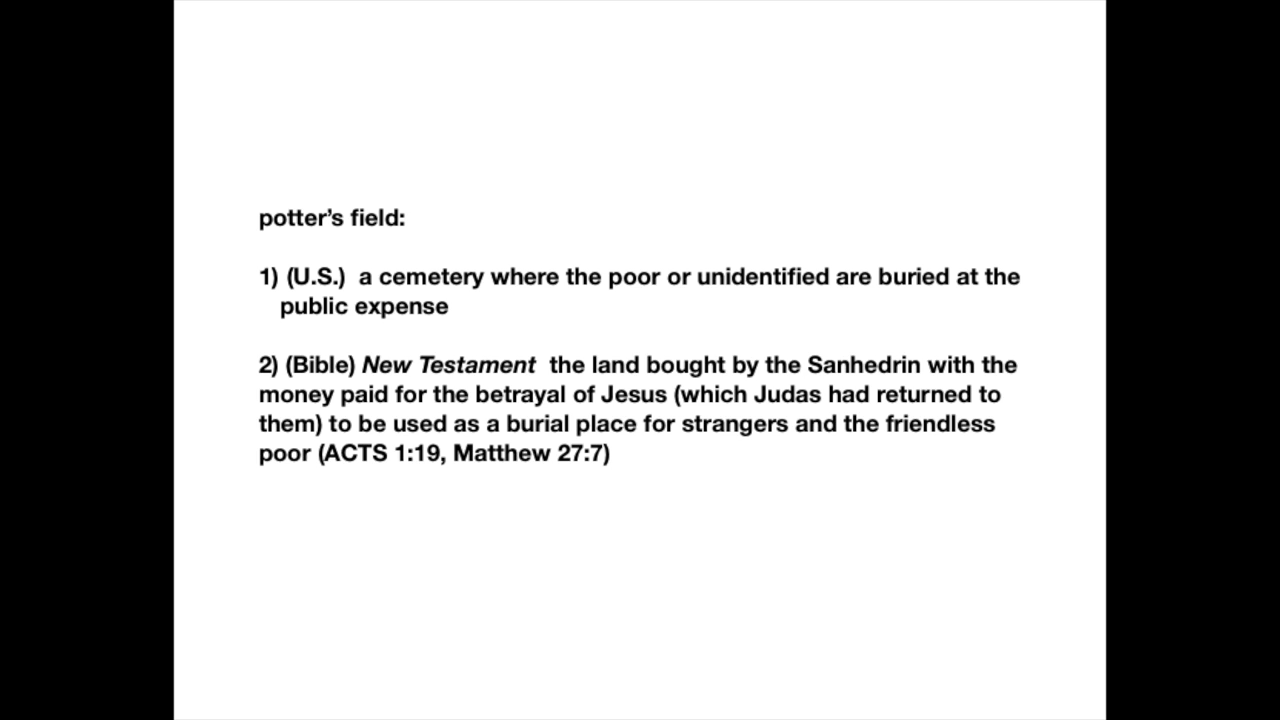 potter’s field:
1) (U.S.)  a cemetery where the poor or unidentified are buried at the
public expense
2) (Bible) New Testament  the land bought by the Sanhedrin with the
money paid for the betrayal of Jesus (which Judas had returned to
them) to be used as a burial place for strangers and the friendless
poor (ACTS 1:19, Matthew 27:7)